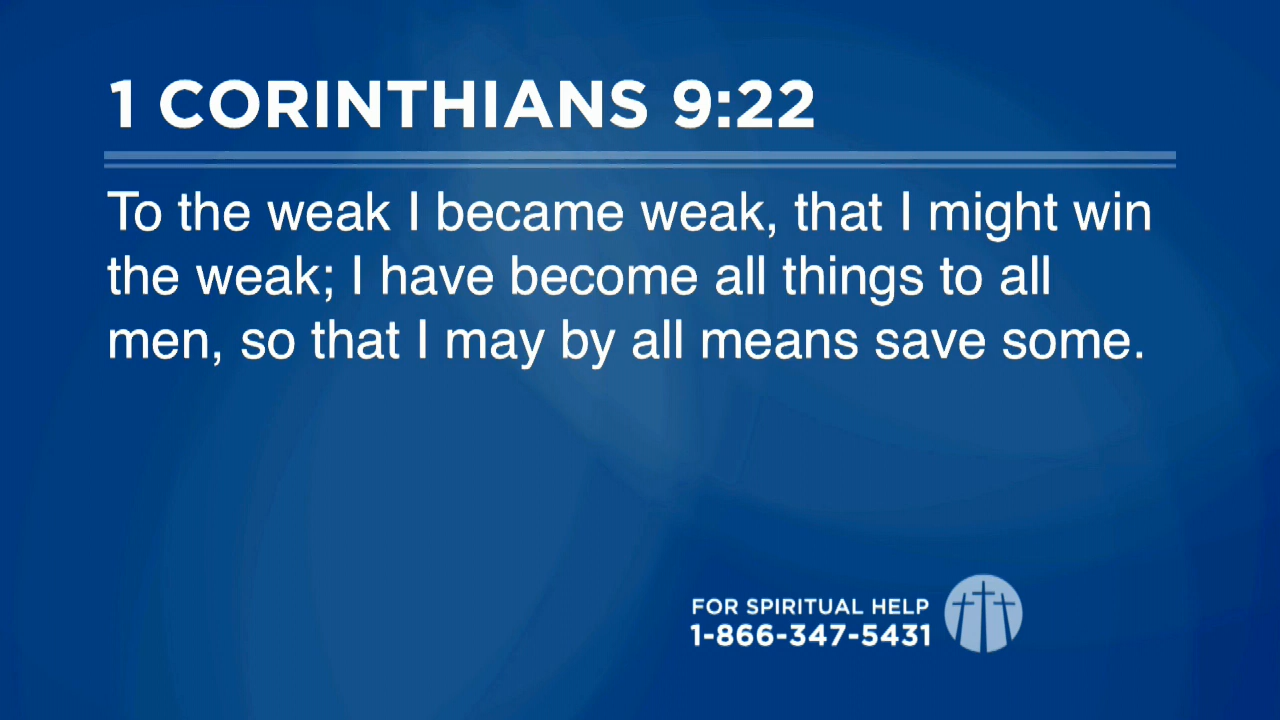 1 CORINTHIANS 9:22
To the weak I became weak, that I might win
the weak; I have become all things to all
men, so that I may by all means save some.
FOR SPIRITUAL HELP
1-866-347-5431